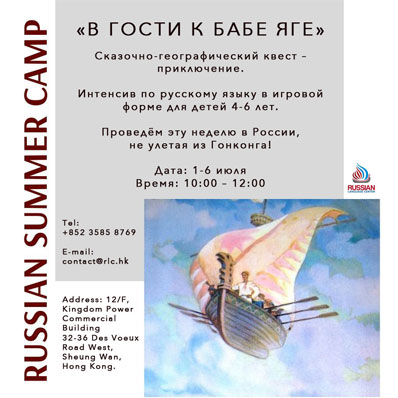 RUSSIAN SUMMER CAMP
«В ГОСТИ К БАБЕ ЯГЕ»
Сказочно-географический квест –
приключение.
Интенсив по русскому языку в игровой
форме для детей 4-6 лет.
Проведём эту неделю в России,
не улетая из Гонконга!
Дата: 1-6 июля
Время: 10:00 – 12:00
RUSSIAN
LANGUAGE CENTER
Tel:
+852 3585 8769
E-mail:
contact@rlc.hk
Address: 12/F,
Kingdom Power
Commercial
Building
32-36 Des Voeux
Road West,
Sheung Wan,
Hong Kong.